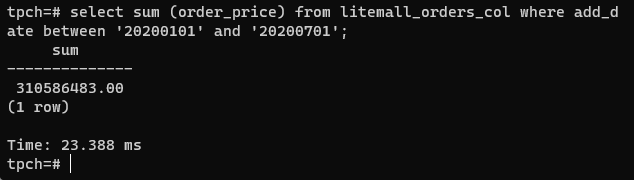 tpch=# select sum (order_price) from litemall_orders_col where add_d
ate between '20200101' and '20200701';
     sum
--------------
 310586483.00
(1 row)

Time: 23.388 ms
tpch=#